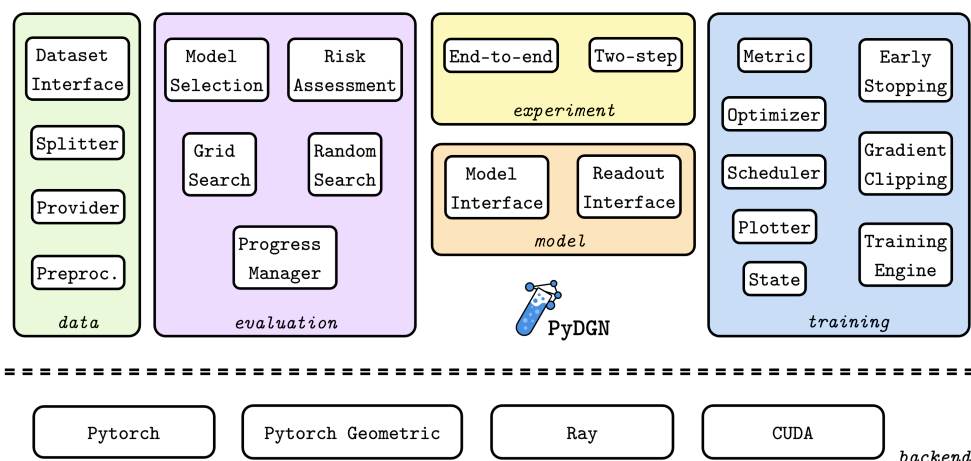 Dataset
Interface
Splitter
Provider
Preproc.
data
Model
Selection
Risk
Assessment
Grid
Search
Random
Search
Progress
Manager
evaluation
End-to-end
Two-step
experiment
Model
Interface
Readout
Interface
model
PyDGN
Metric
Optimizer
Scheduler
Plotter
State
Early
Stopping
Gradient
Clipping
Training
Engine
training
Pytorch
Pytorch Geometric
Ray
CUDA
backend